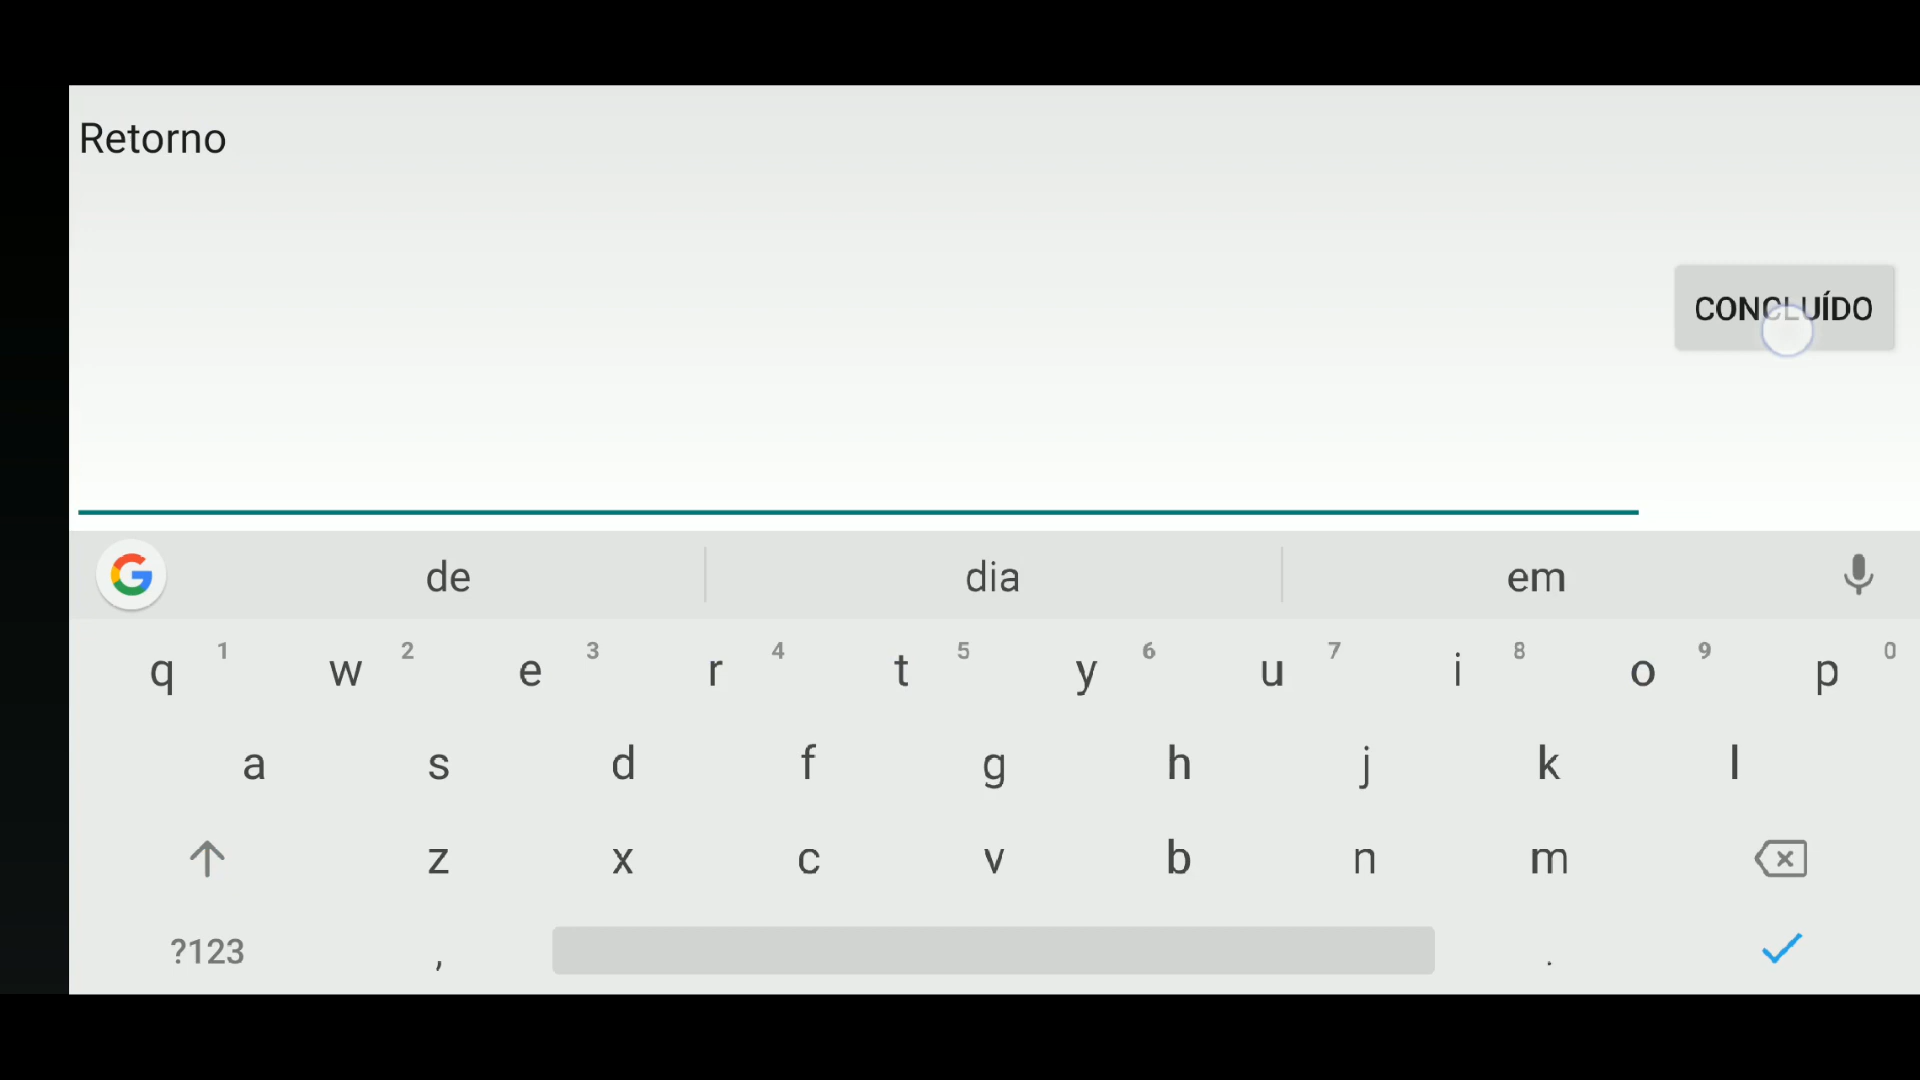 Retorno
CONCLUÍDO
de dia em
q 1 w 2 e 3 r 4 t 5 y 6 u 7 i 8 o 9 p 0
a s d f g h j k l
z x c v b n m
?123 , .